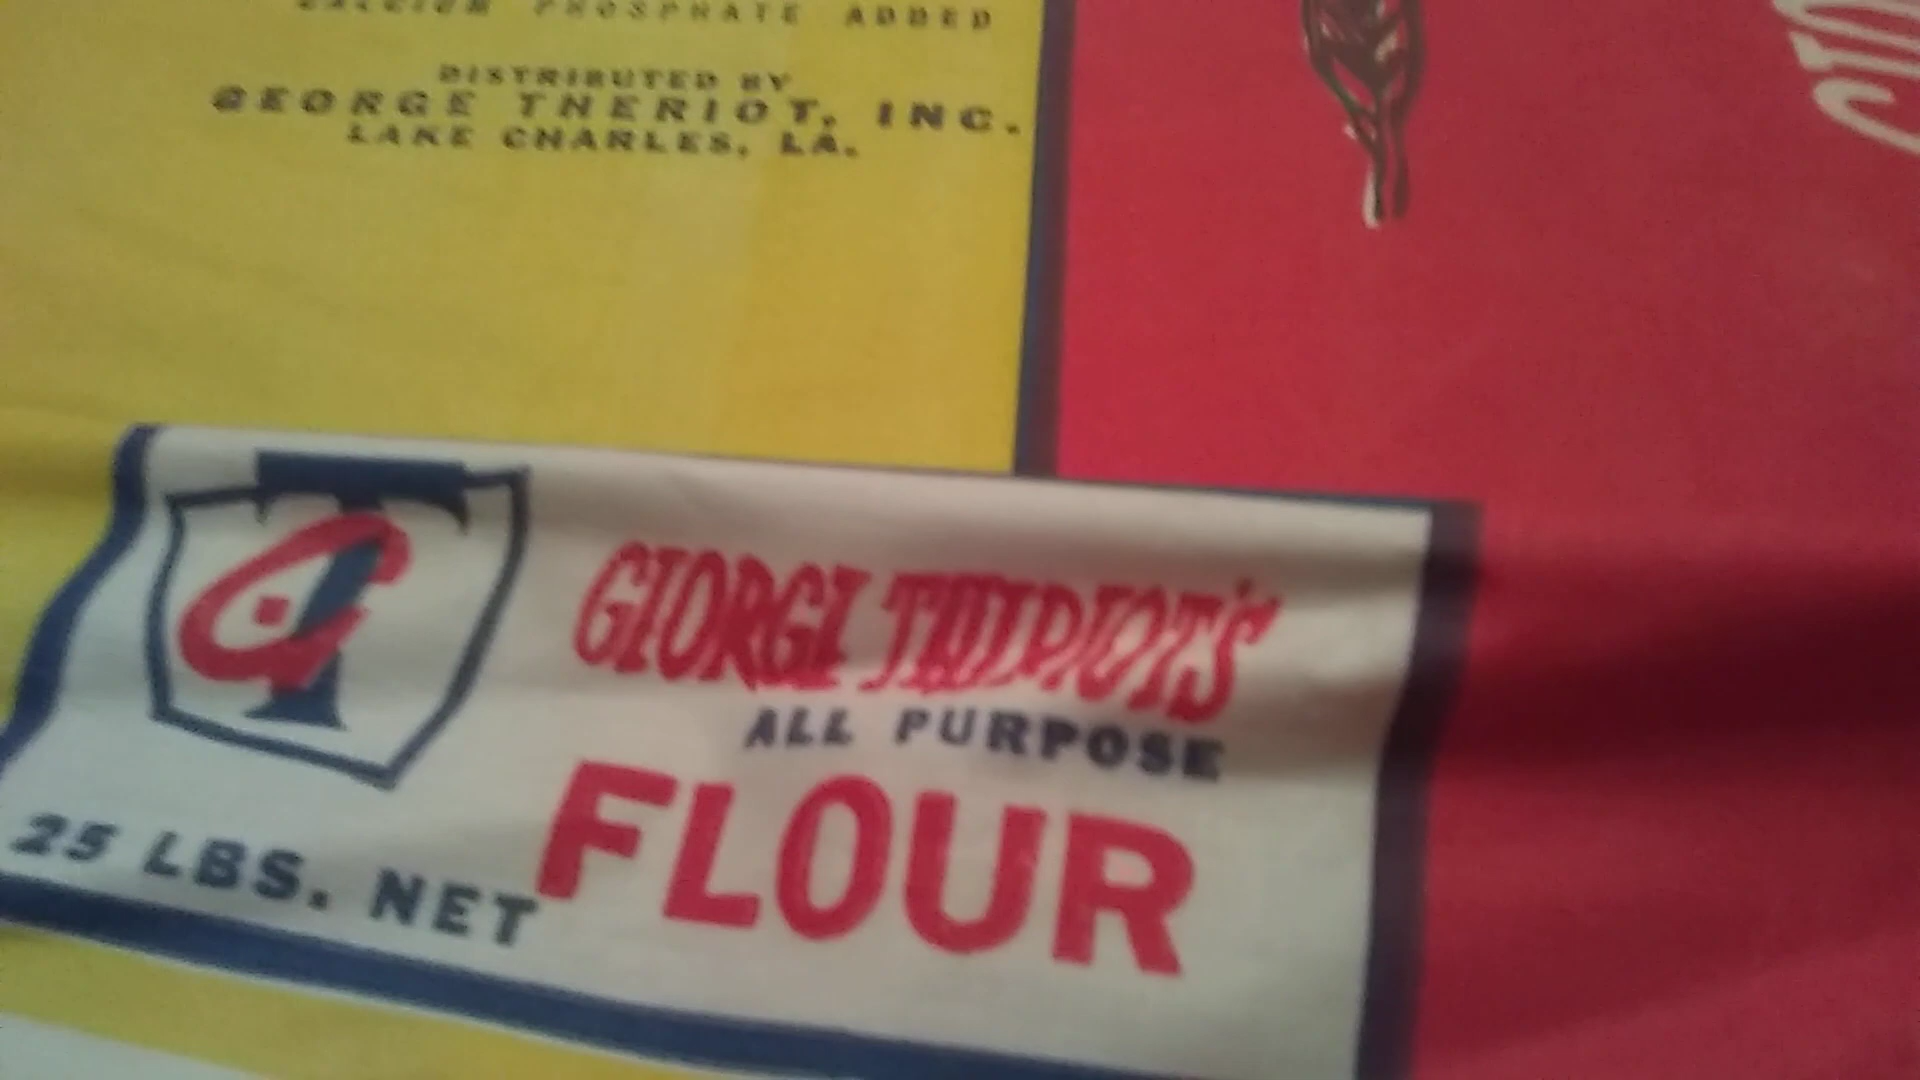 CALCIUM PHOSPHATE ADDED
DISTRIBUTED BY
GEORGE THERIOT, INC.
LAKE CHARLES, LA.
GT
GEORGE THERIOT'S
ALL PURPOSE
FLOUR
25 LBS. NET